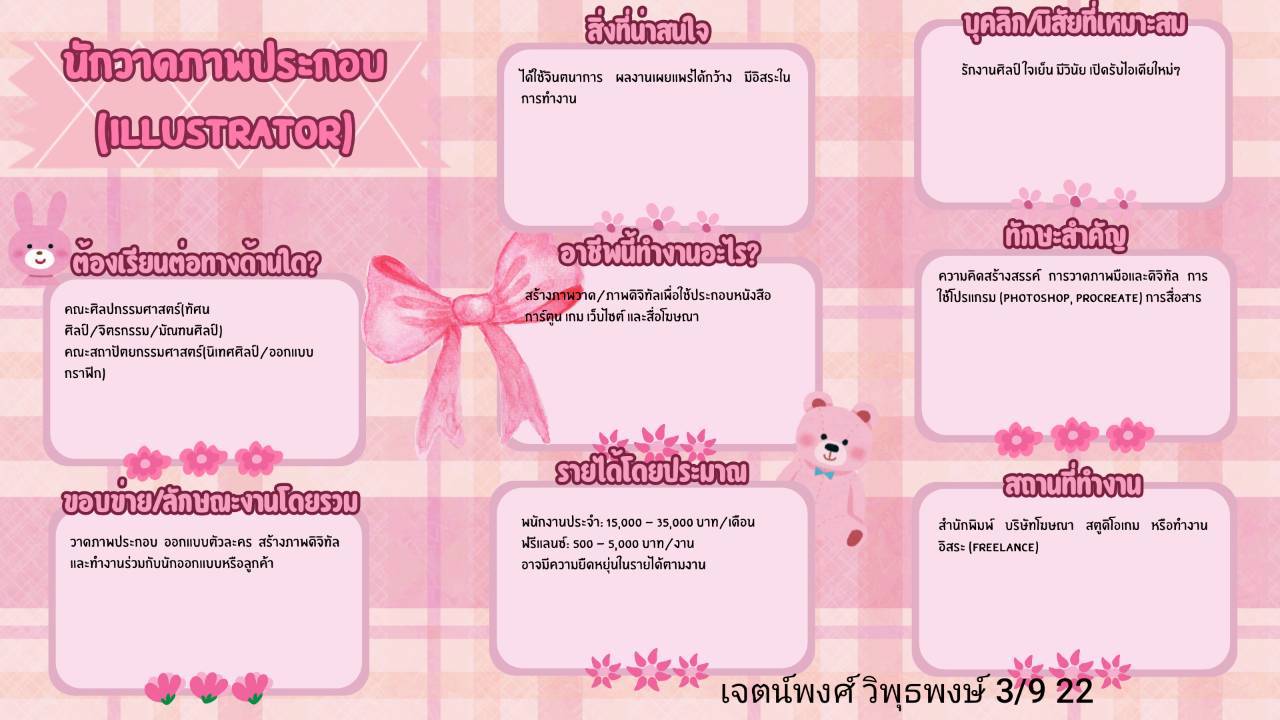 นักวาดภาพประกอบ
(ILLUSTRATOR)
ต้องเรียนต่อทางด้านใด?
คณะศิลปกรรมศาสตร์(ทัศน
ศิลป์/จิตรกรรม/มัณฑนศิลป์)
คณะสถาปัตยกรรมศาสตร์(นิเทศศิลป์/ออกแบบ
กราฟิก)
ขอบข่าย/ลักษณะงานโดยรวม
วาดภาพประกอบ ออกแบบตัวละคร สร้างภาพดิจิทัล
และทำงานร่วมกับนักออกแบบหรือลูกค้า
สิ่งที่น่าสนใจ
ได้ใช้จินตนาการ ผลงานเผยแพร่ได้กว้าง มีอิสระใน
การทำงาน
อาชีพนี้ทำงานอะไร?
สร้างภาพวาด/ภาพดิจิทัลเพื่อใช้ประกอบหนังสือ
การ์ตูน เกม เว็บไซต์ และสื่อโฆษณา
รายได้โดยประมาณ
พนักงานประจำ: 15,000 – 35,000 บาท/เดือน
ฟรีแลนซ์: 500 – 5,000 บาท/งาน
อาจมีความยืดหยุ่นในรายได้ตามงาน
บุคลิก/นิสัยที่เหมาะสม
รักงานศิลป์ ใจเย็น มีวินัย เปิดรับไอเดียใหม่ๆ
ทักษะสำคัญ
ความคิดสร้างสรรค์ การวาดภาพมือและดิจิทัล การ
ใช้โปรแกรม (PHOTOSHOP, PROCREATE) การสื่อสาร
สถานที่ทำงาน
สำนักพิมพ์ บริษัทโฆษณา สตูดิโอเกม หรือทำงาน
อิสระ (FREELANCE)
เจตน์พงศ์ วิพุธพงษ์ 3/9 22